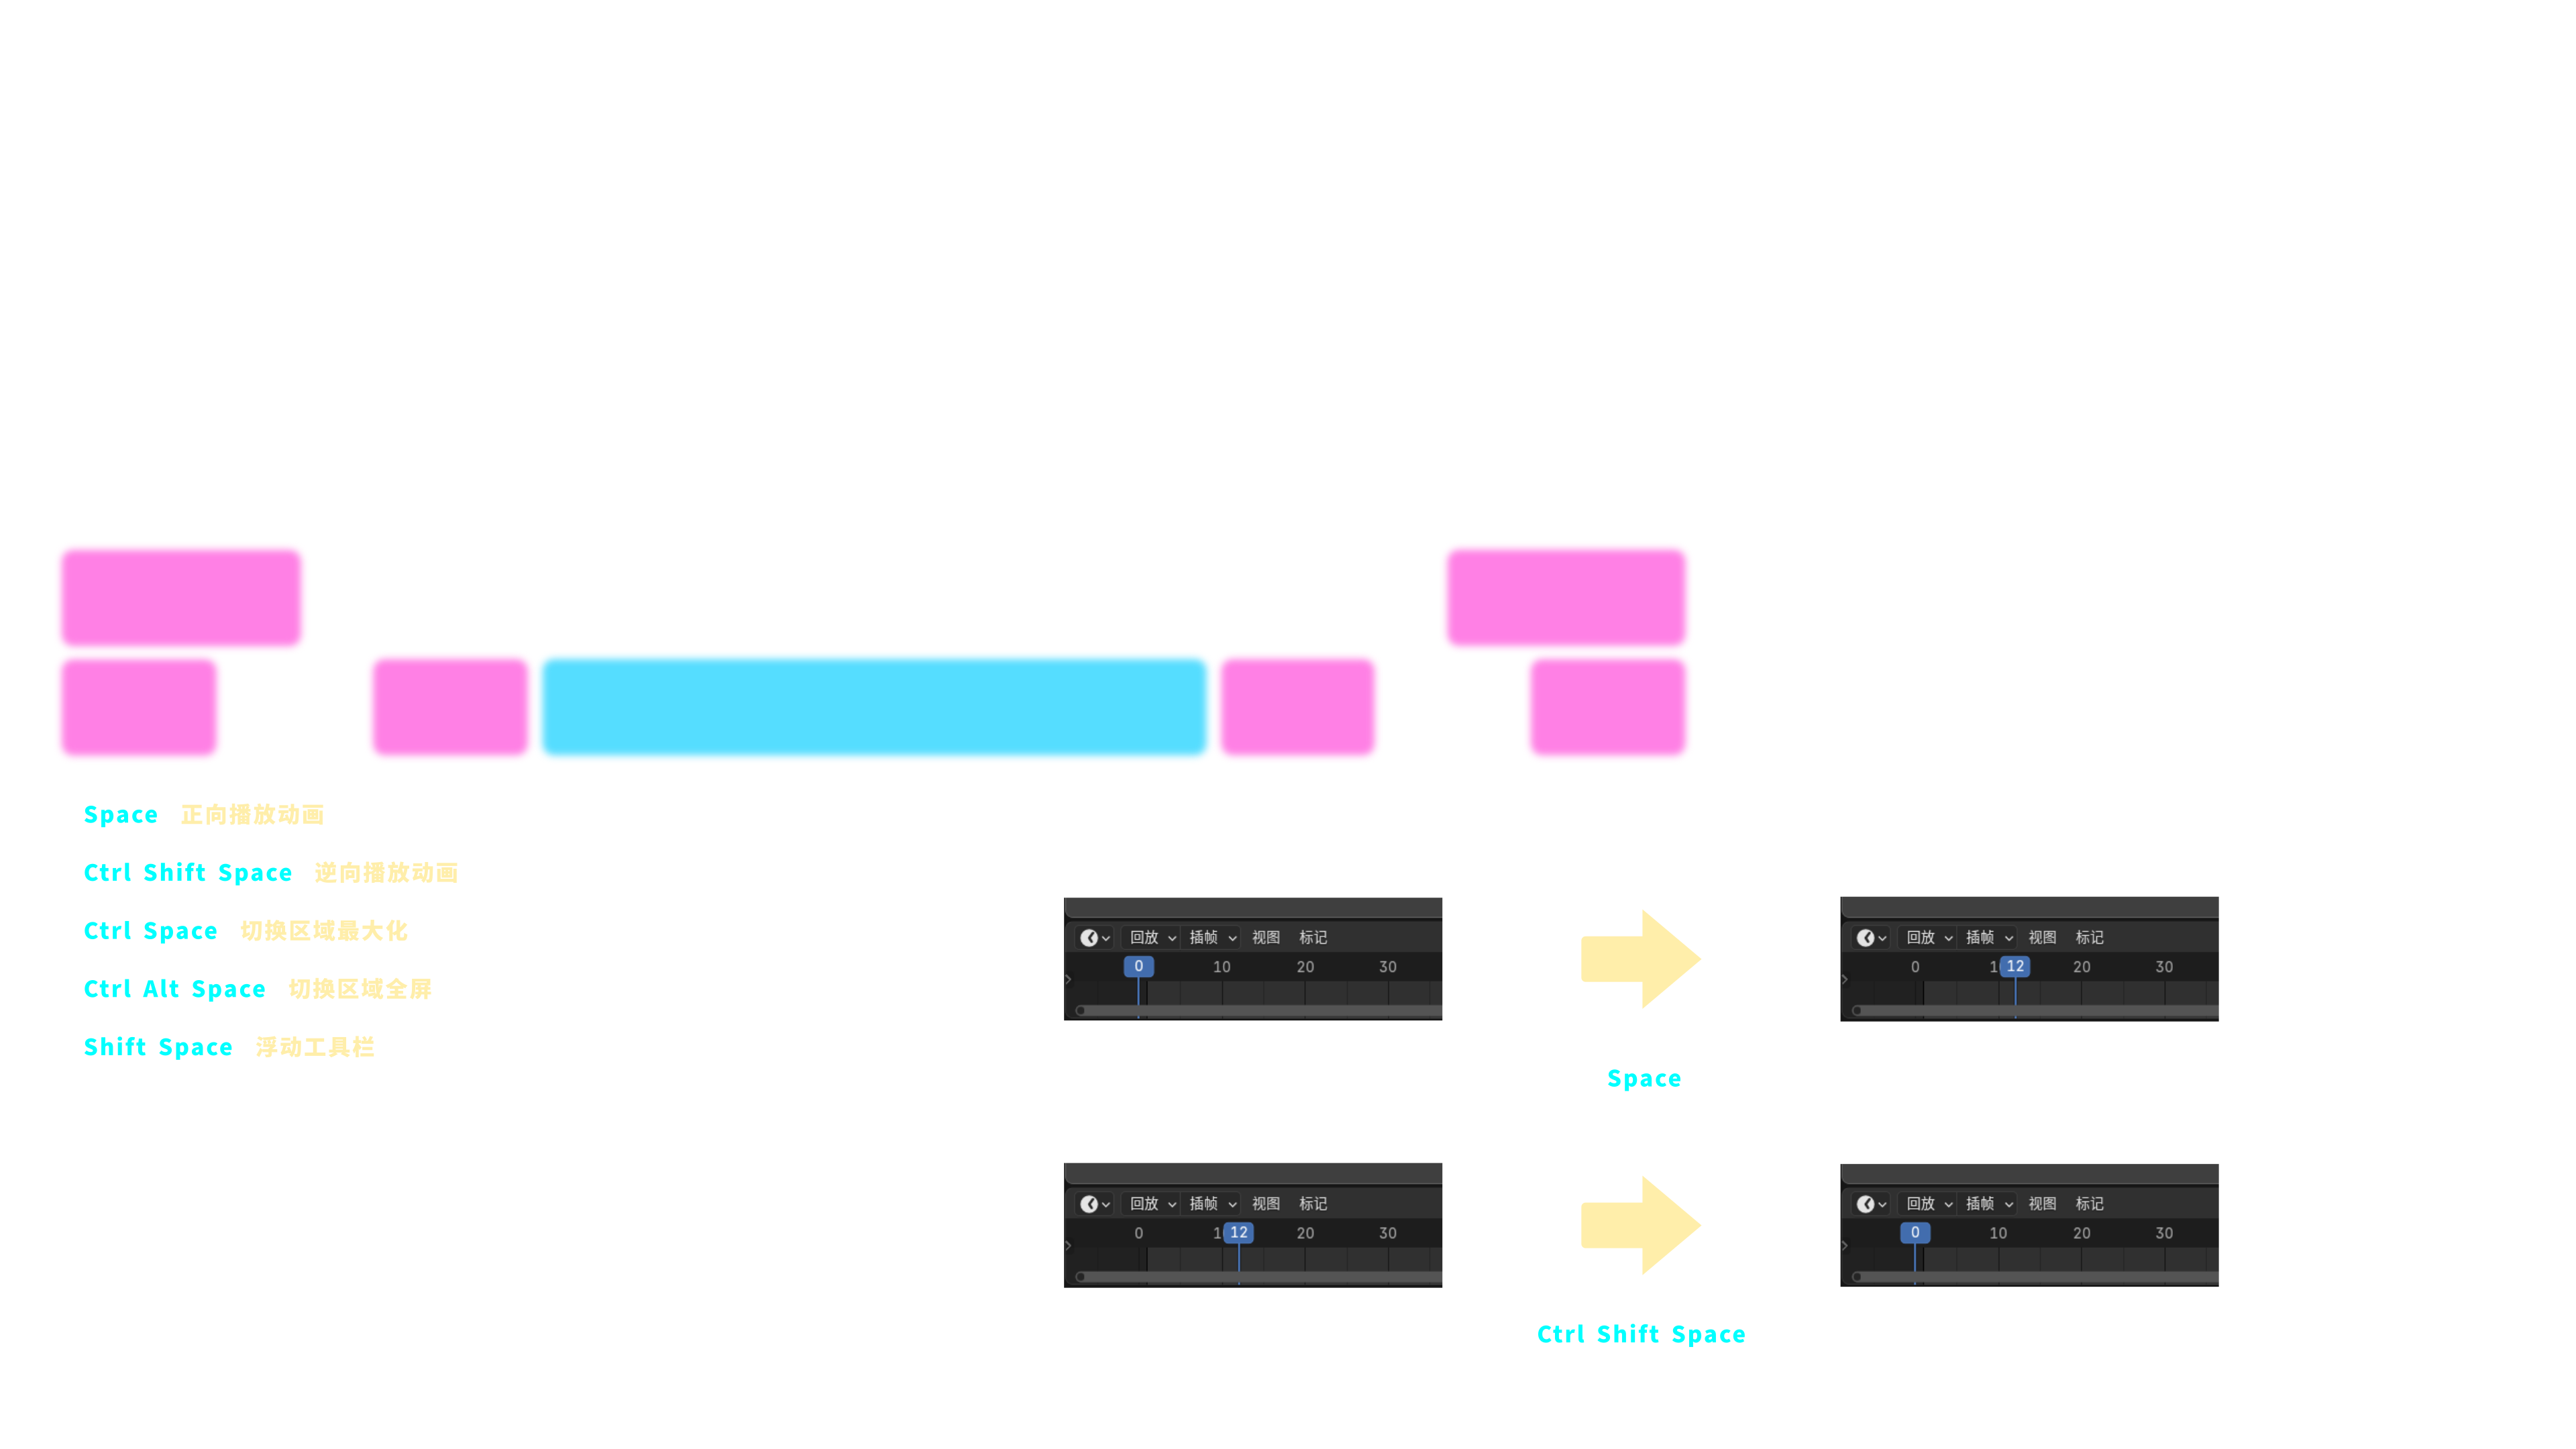 Space 正向播放动画
Ctrl Shift Space 逆向播放动画
Ctrl Space 切换区域最大化
Ctrl Alt Space 切换区域全屏
Shift Space 浮动工具栏
回放 插帧 视图 标记
0 10 20 30
回放 插帧 视图 标记
0 1 12 20 30
Space
回放 插帧 视图 标记
0 1 12 20 30
回放 插帧 视图 标记
0 10 20 30
Ctrl Shift Space